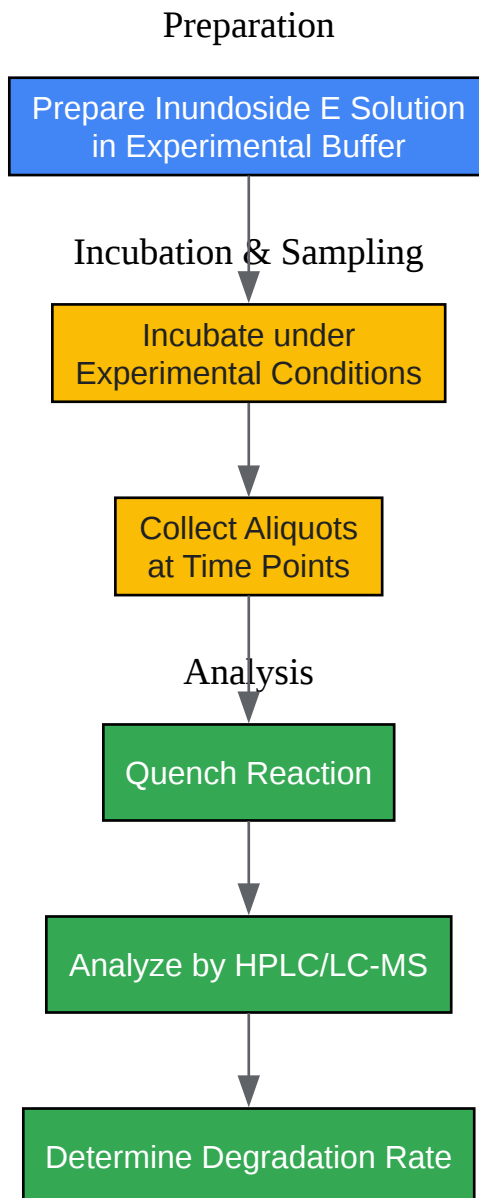 Preparation
Prepare Inundoside E Solution
in Experimental Buffer
Incubation & Sampling
Incubate under
Experimental Conditions
Collect Aliquots
at Time Points
Analysis
Quench Reaction
Analyze by HPLC/LC-MS
Determine Degradation Rate